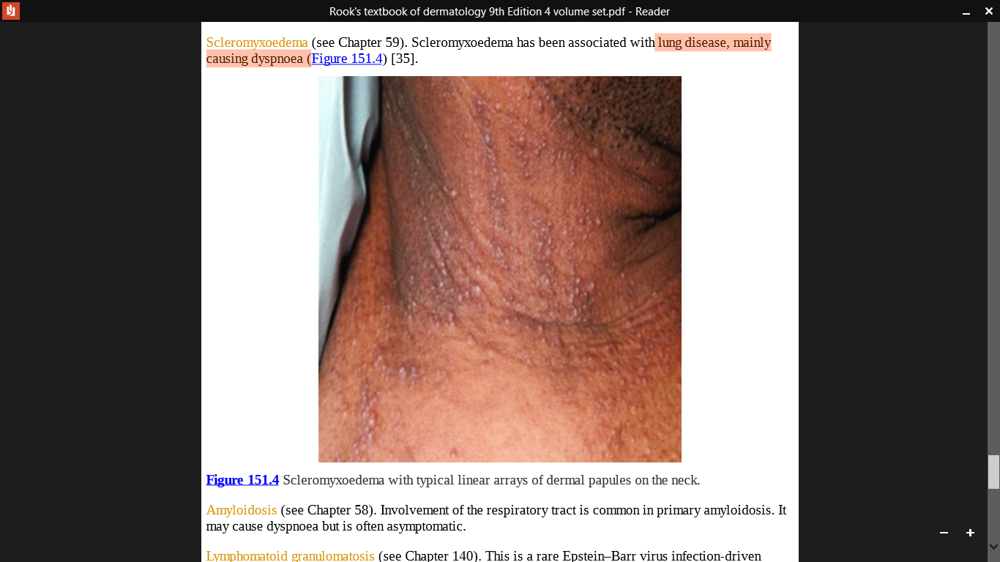 Rook's textbook of dermatology 9th Edition 4 volume set.pdf - Reader
Scleromyxoedema (see Chapter 59). Scleromyxoedema has been associated with lung disease, mainly
causing dyspnoea (Figure 151.4) [35].
Figure 151.4 Scleromyxoedema with typical linear arrays of dermal papules on the neck.
Amyloidosis (see Chapter 58). Involvement of the respiratory tract is common in primary amyloidosis. It
may cause dyspnoea but is often asymptomatic.
Lymphomatoid granulomatosis (see Chapter 140). This is a rare Epstein–Barr virus infection-driven